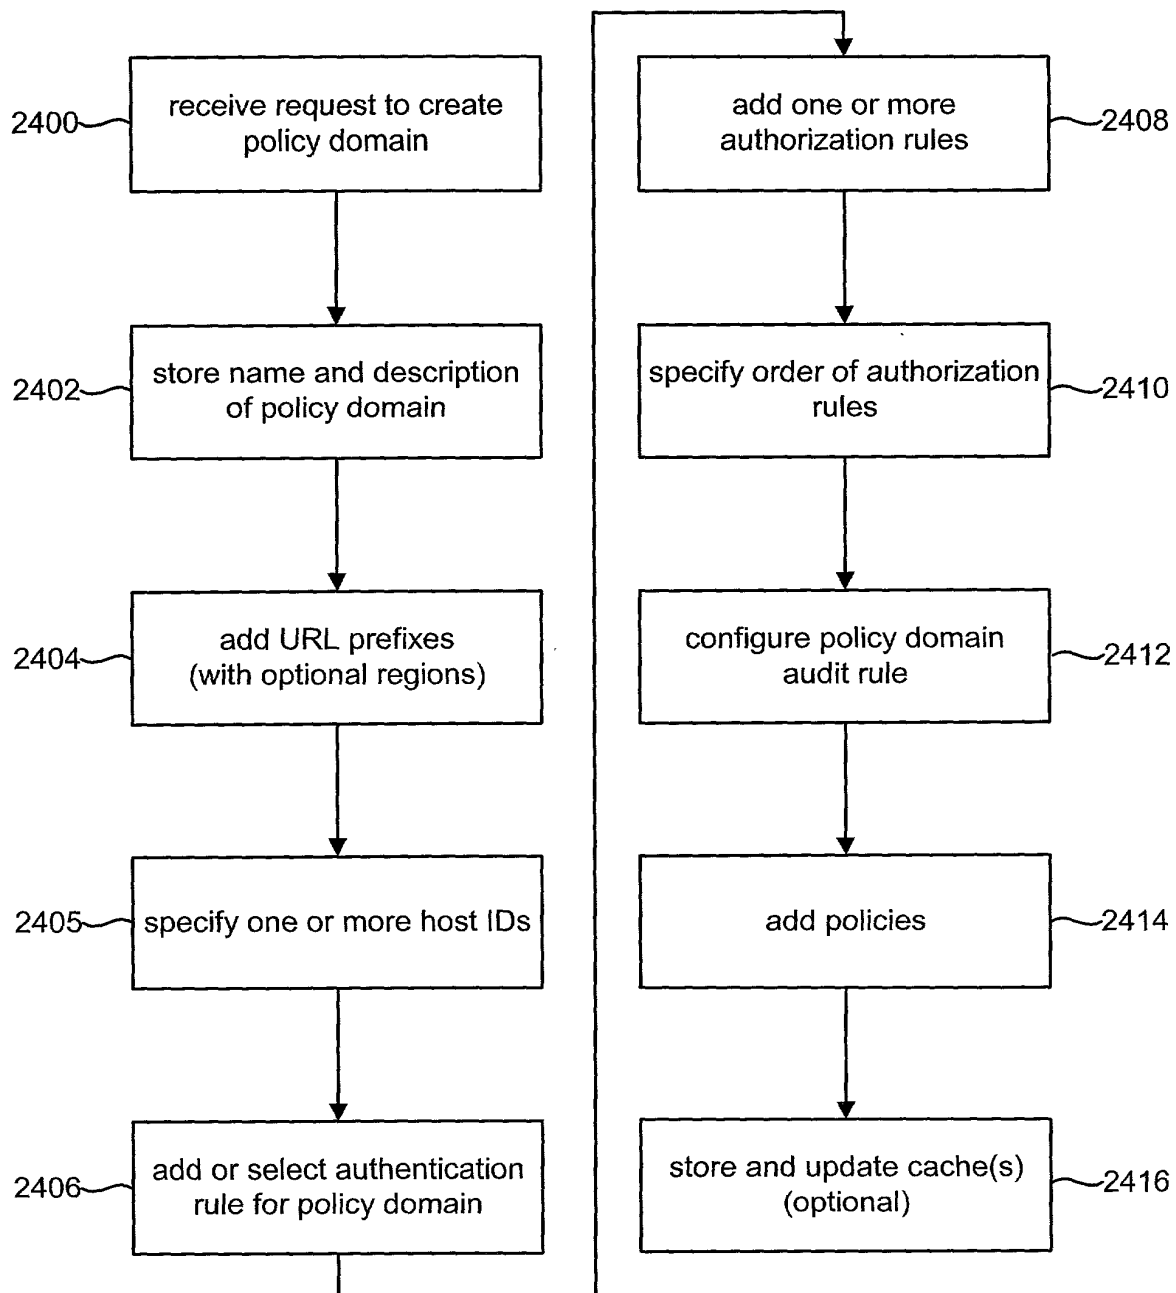 2400
receive request to create
policy domain
2402
store name and description
of policy domain
2404
add URL prefixes
(with optional regions)
2405
specify one or more host IDs
2406
add or select authentication
rule for policy domain
add one or more
authorization rules
2408
specify order of authorization
rules
2410
configure policy domain
audit rule
2412
add policies
2414
store and update cache(s)
(optional)
2416